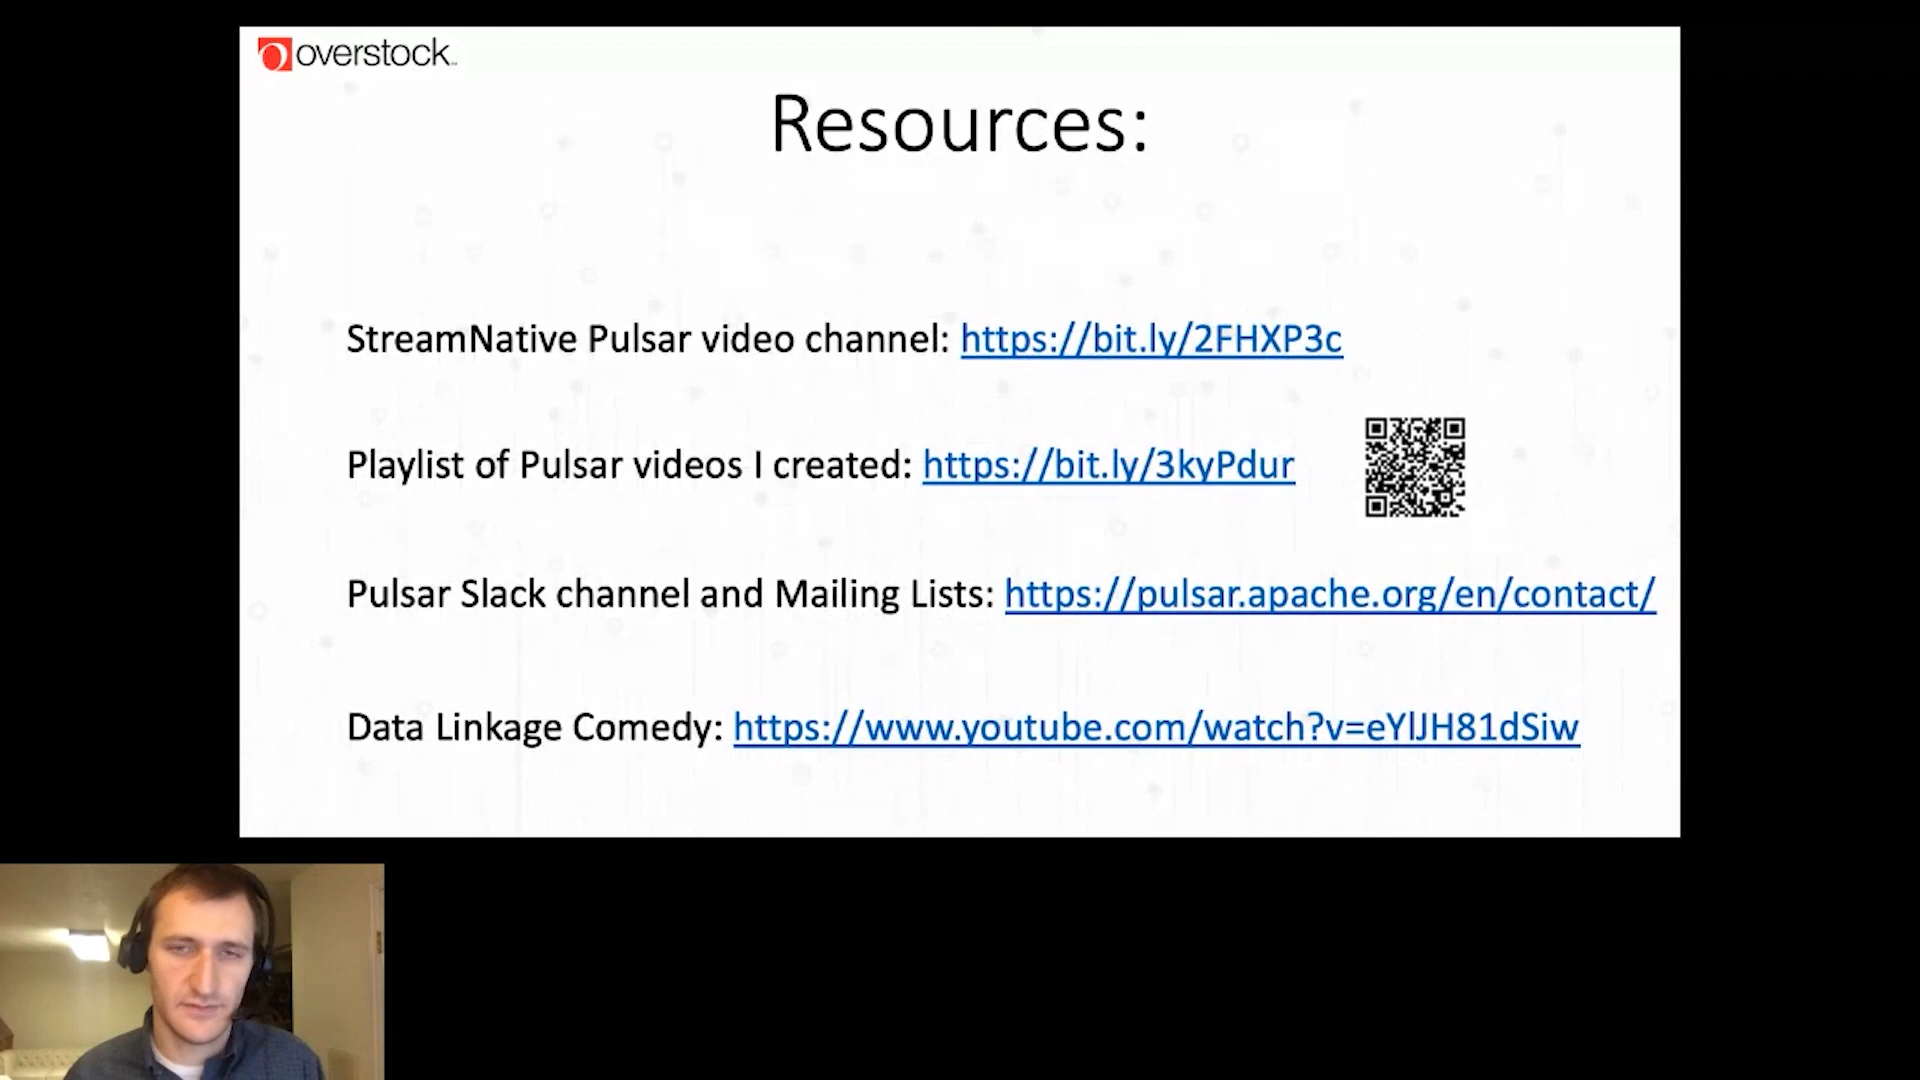 overstock™
Resources:
StreamNative Pulsar video channel: https://bit.ly/2FHXP3c
Playlist of Pulsar videos I created: https://bit.ly/3kyPdur
Pulsar Slack channel and Mailing Lists: https://pulsar.apache.org/en/contact/
Data Linkage Comedy: https://www.youtube.com/watch?v=eYlJH81dSiw